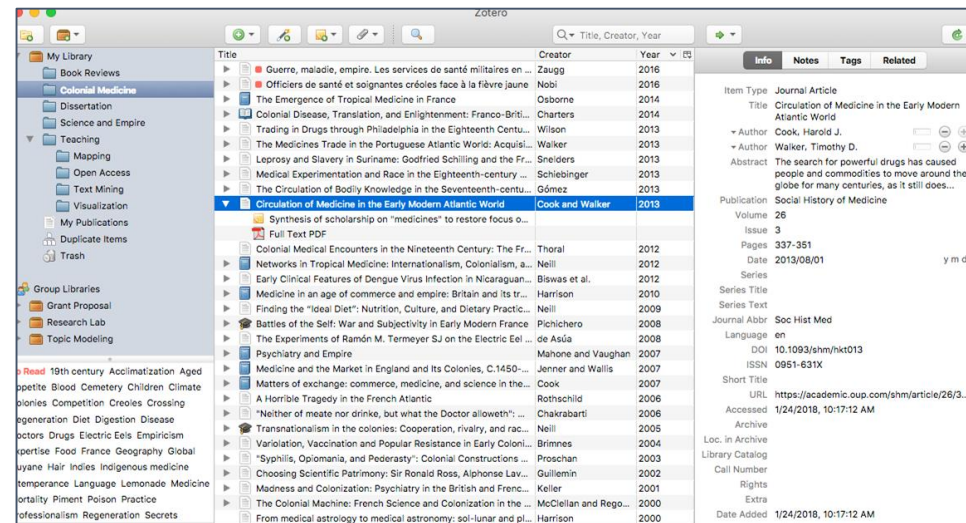 Zotero
Title, Creator, Year
My Library
Book Reviews
Colonial Medicine
Dissertation
Science and Empire
Teaching
Mapping
Open Access
Text Mining
Visualization
My Publications
Duplicate Items
Trash
Group Libraries
Grant Proposal
Research Lab
Topic Modeling
Read 19th century Acclimatization Aged
ppetite Blood Cemetery Children Climate
olonies Competition Creoles Crossing
egeneration Diet Digestion Disease
octors Drugs Electric Eels Empiricism
xpertise Food France Geography Global
uyane Hair Indies Indigenous medicine
temperance Language Lemonade Medicine
ortality Piment Poison Practice
rofessionalism Regeneration Secrets
Title Creator Year
Guerre, maladie, empire. Les services de santé militaires en ... Zaugg 2016
Officiers de santé et soignantes créoles face à la fièvre jaune Nobi 2016
The Emergence of Tropical Medicine in France Osborne 2014
Colonial Disease, Translation, and Enlightenment: Franco-Briti... Charters 2014
Trading in Drugs through Philadelphia in the Eighteenth Centu... Wilson 2013
The Medicines Trade in the Portuguese Atlantic World: Acquisi... Walker 2013
Leprosy and Slavery in Suriname: Godfried Schilling and the Fr... Snelders 2013
Medical Experimentation and Race in the Eighteenth-century ... Schiebinger 2013
The Circulation of Bodily Knowledge in the Seventeenth-centu... Gómez 2013
Circulation of Medicine in the Early Modern Atlantic World Cook and Walker 2013
Synthesis of scholarship on "medicines" to restore focus o...
Full Text PDF
Colonial Medical Encounters in the Nineteenth Century: The Fr... Thoral 2012
Networks in Tropical Medicine: Internationalism, Colonialism, a... Neill 2012
Early Clinical Features of Dengue Virus Infection in Nicaraguan... Biswas et al. 2012
Medicine in an age of commerce and empire: Britain and its tr... Harrison 2010
Finding the "Ideal Diet": Nutrition, Culture, and Dietary Practic... Neill 2009
Battles of the Self: War and Subjectivity in Early Modern France Pichichero 2008
The Experiments of Ramón M. Termeyer SJ on the Electric Eel ... de Asúa 2008
Psychiatry and Empire Mahone and Vaughan 2007
Medicine and the Market in England and Its Colonies, C.1450-... Jenner and Wallis 2007
Matters of exchange: commerce, medicine, and science in the... Cook 2007
A Horrible Tragedy in the French Atlantic Rothschild 2006
"Neither of meate nor drinke, but what the Doctor alloweth": ... Chakrabarti 2006
Transnationalism in the colonies: Cooperation, rivalry, and rac... Neill 2005
Variolation, Vaccination and Popular Resistance in Early Coloni... Brimnes 2004
"Syphilis, Opiomania, and Pederasty": Colonial Constructions ... Proschan 2003
Choosing Scientific Patrimony: Sir Ronald Ross, Alphonse Lav... Guillemin 2002
Madness and Colonization: Psychiatry in the British and Frenc... Keller 2001
The Colonial Machine: French Science and Colonization in the ... McClellan and Rego... 2000
From medical astrology to medical astronomy: sol-lunar and pl... Harrison 2000
Info Notes Tags Related
Item Type Journal Article
Title Circulation of Medicine in the Early Modern
Atlantic World
Author Cook, Harold J.
Author Walker, Timothy D.
Abstract The search for powerful drugs has caused
people and commodities to move around the
globe for many centuries, as it still does...
Publication Social History of Medicine
Volume 26
Issue 3
Pages 337-351
Date 2013/08/01 y m d
Series
Series Title
Series Text
Journal Abbr Soc Hist Med
Language en
DOI 10.1093/shm/hkt013
ISSN 0951-631X
Short Title
URL https://academic.oup.com/shm/article/26/3...
Accessed 1/24/2018, 10:17:12 AM
Archive
Loc. in Archive
Library Catalog
Call Number
Rights
Extra
Date Added 1/24/2018, 10:17:12 AM